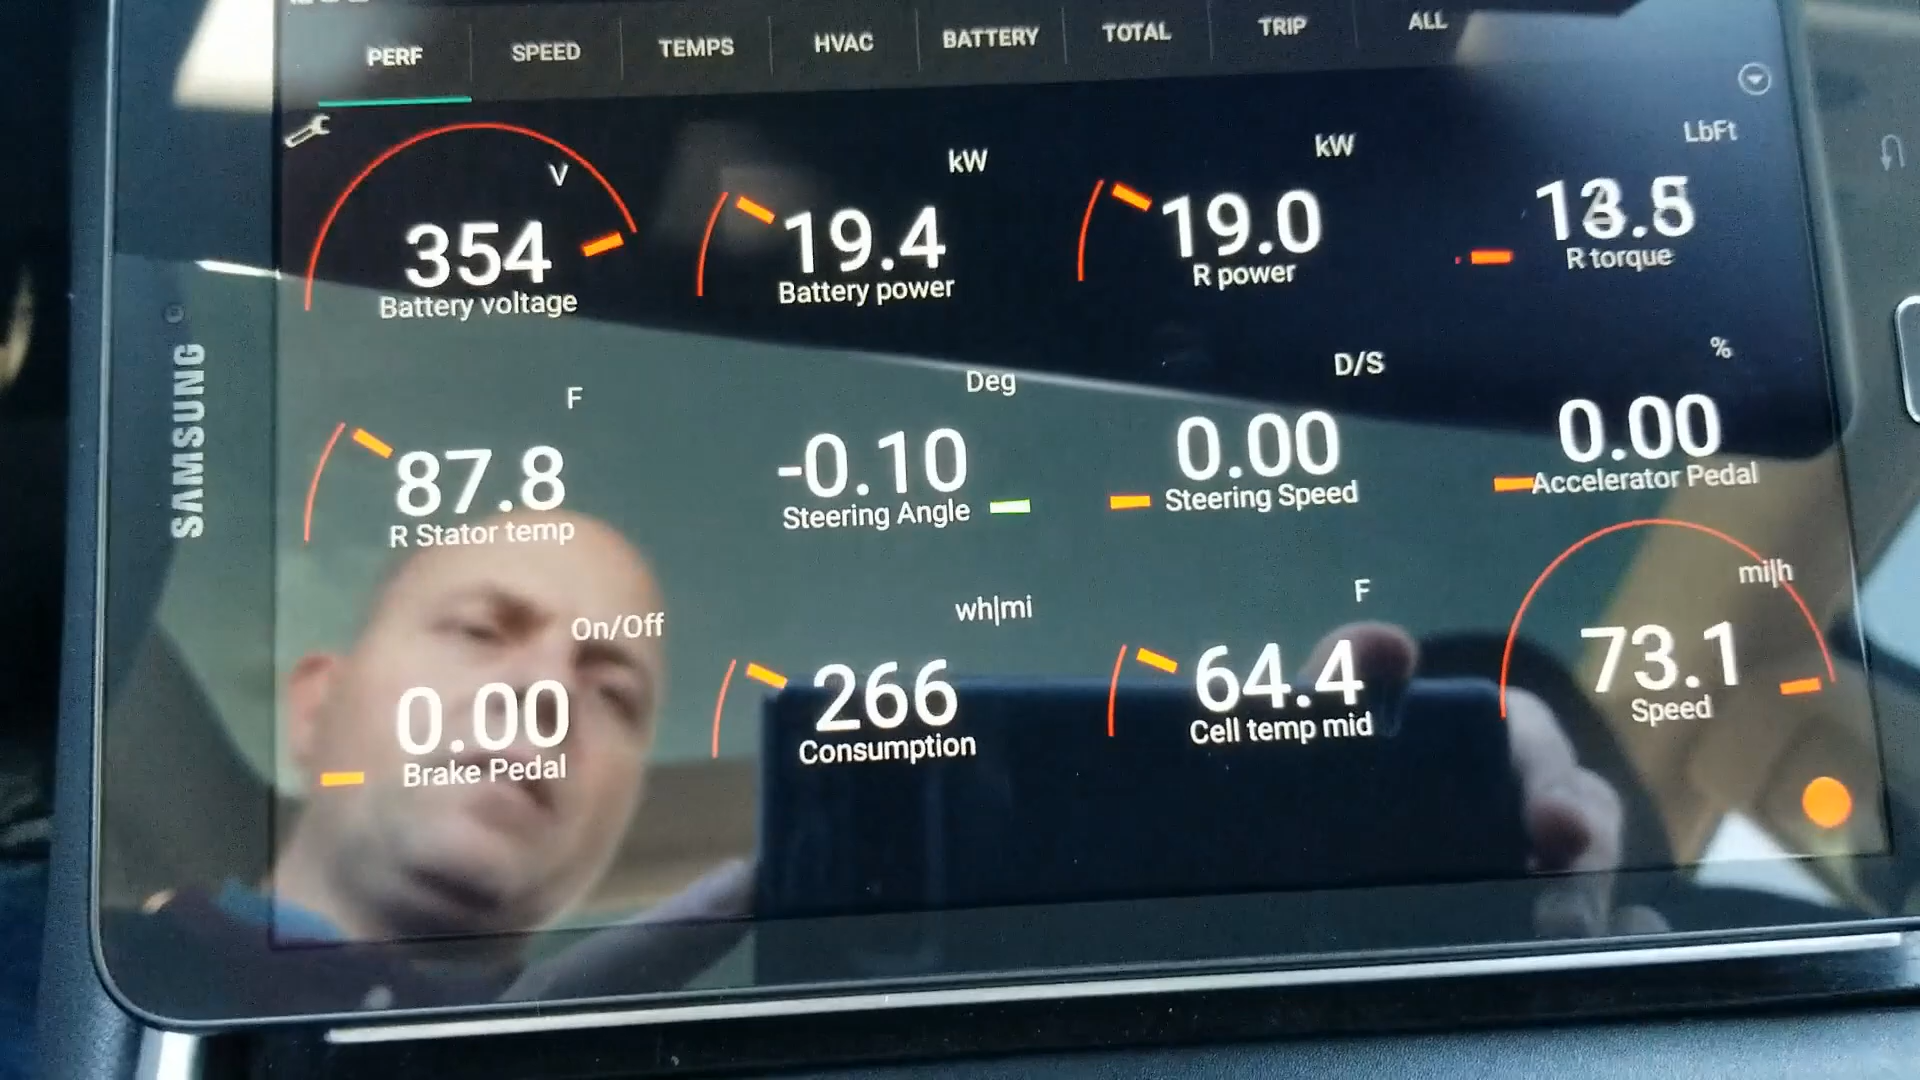 PERF SPEED TEMPS HVAC BATTERY TOTAL TRIP ALL
V
354
Battery voltage
kW
19.4
Battery power
kW
19.0
R power
LbFt
R torque
F
87.8
R Stator temp
Deg
-0.10
Steering Angle
D/S
0.00
Steering Speed
%
0.00
Accelerator Pedal
On/Off
0.00
Brake Pedal
wh|mi
266
Consumption
F
64.4
Cell temp mid
mi|h
73.1
Speed
SAMSUNG